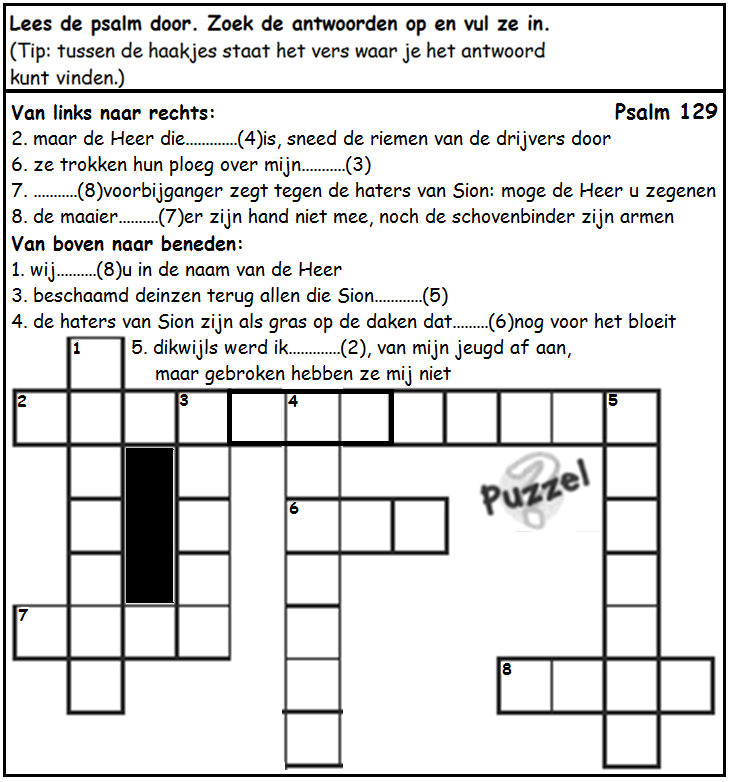 Lees de psalm door. Zoek de antwoorden op en vul ze in.
(Tip: tussen de haakjes staat het vers waar je het antwoord
kunt vinden.)
Van links naar rechts: Psalm 129
2. maar de Heer die.............(4)is, sneed de riemen van de drijvers door
6. ze trokken hun ploeg over mijn...........(3)
7. ...........(8)voorbijganger zegt tegen de haters van Sion: moge de Heer u zegenen
8. de maaier..........(7)er zijn hand niet mee, noch de schovenbinder zijn armen
Van boven naar beneden:
1. wij..........(8)u in de naam van de Heer
3. beschaamd deinzen terug allen die Sion............(5)
4. de haters van Sion zijn als gras op de daken dat.........(6)nog voor het bloeit
5. dikwijls werd ik.............(2), van mijn jeugd af aan,
maar gebroken hebben ze mij niet
1
2 3 4 5
Puzzel
6
7
8